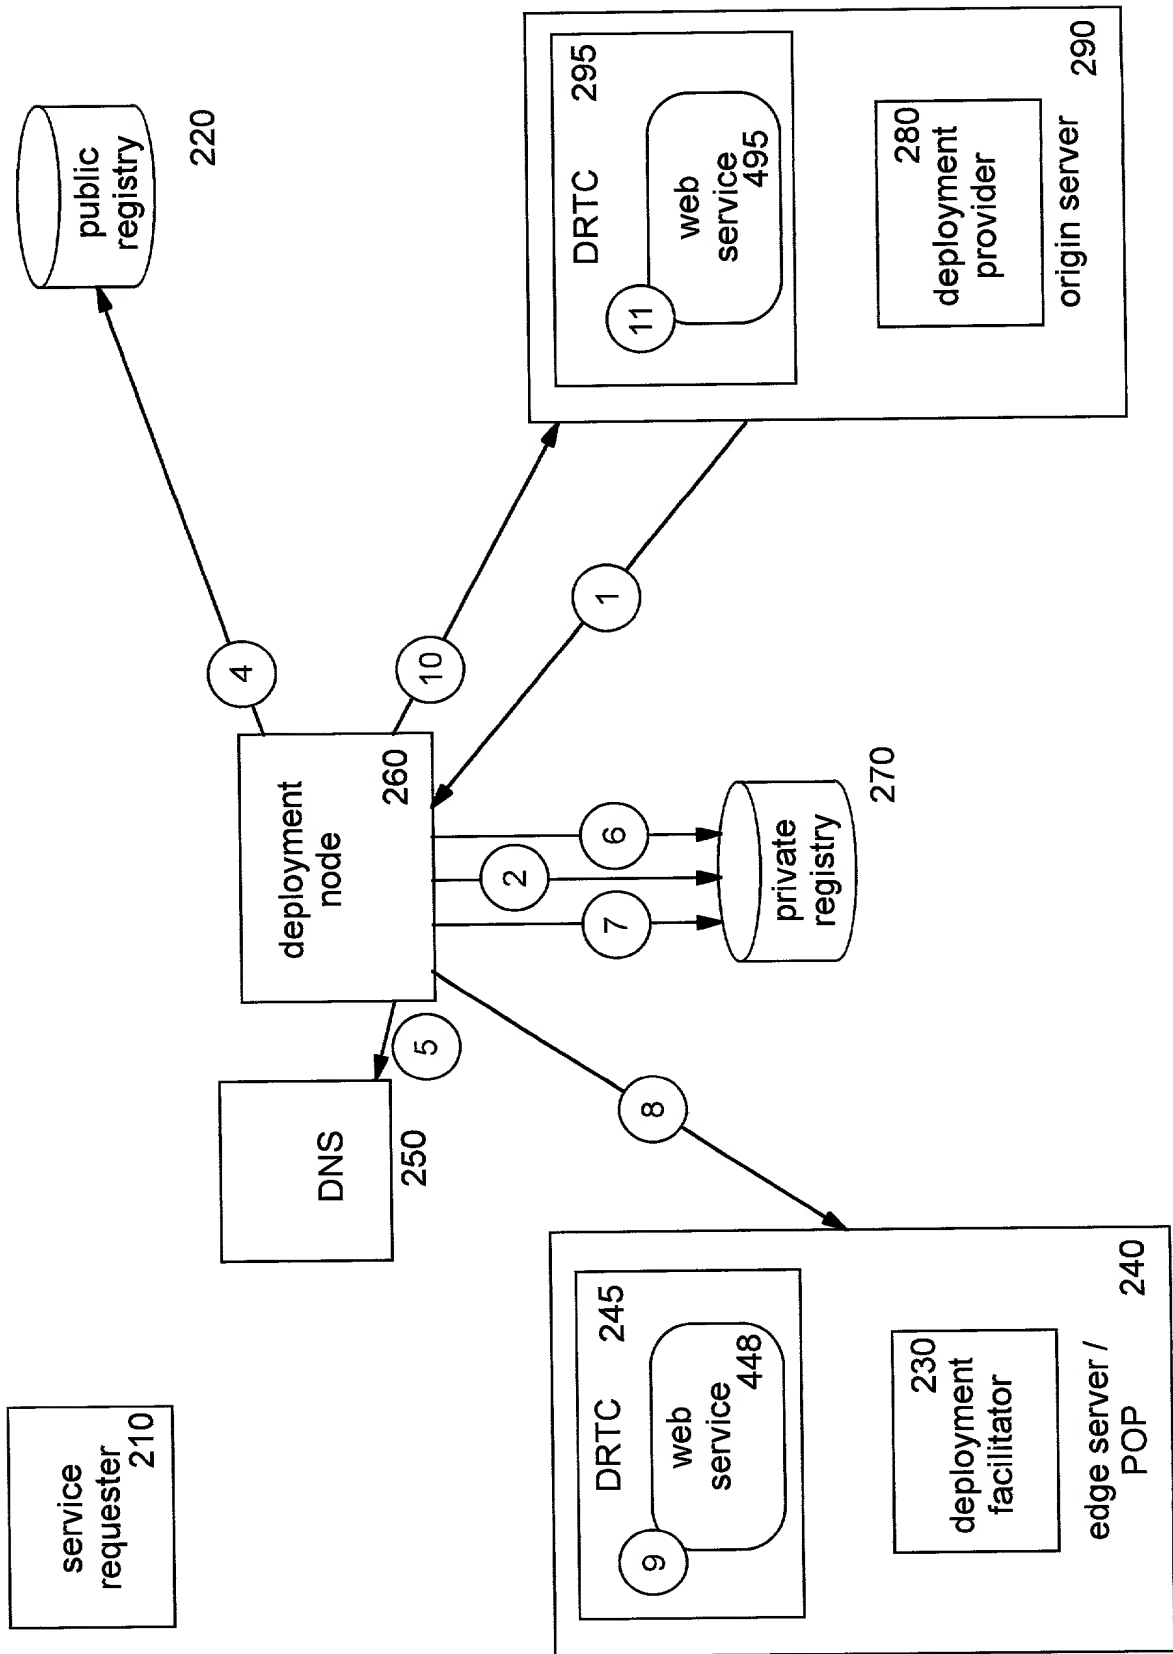 service
requester
210
public
registry
220
DNS
250
deployment
node
260
4
5
10
1
8
7
2
6
private
registry
270
DRTC
245
web
service
448
9
deployment
facilitator
230
edge server /
POP
240
DRTC
295
web
service
495
11
deployment
provider
280
origin server
290